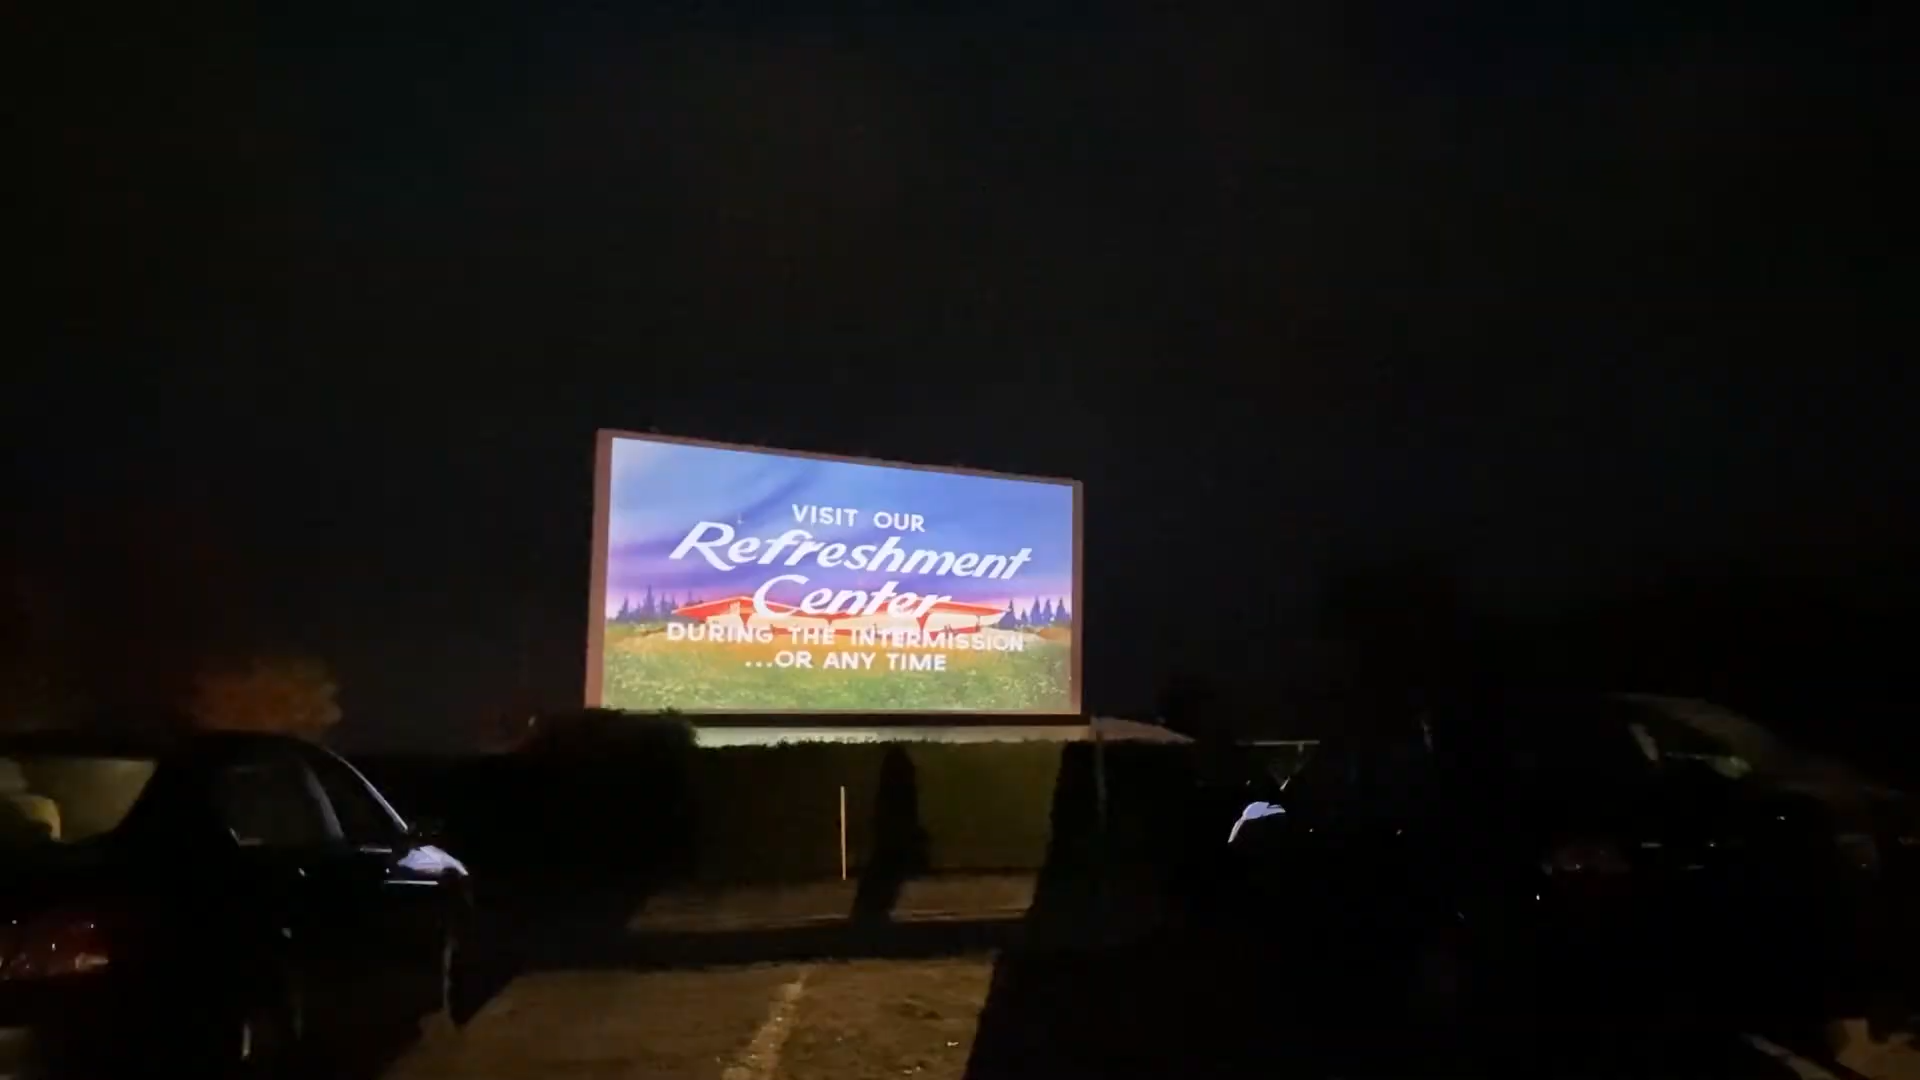 VISIT OUR
Refreshment
Center
DURING THE INTERMISSION
...OR ANY TIME